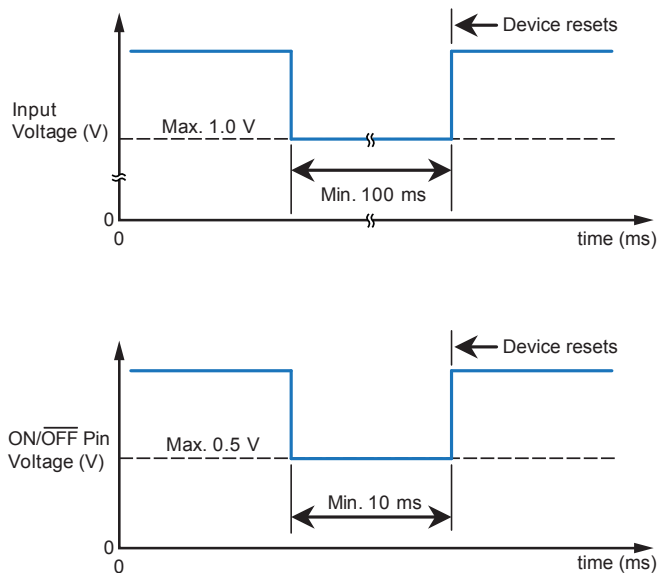 Device resets
Input
Voltage (V)
Max. 1.0 V
Min. 100 ms
0
0
time (ms)
Device resets
ON/OFF Pin
Voltage (V)
Max. 0.5 V
Min. 10 ms
0
0
time (ms)